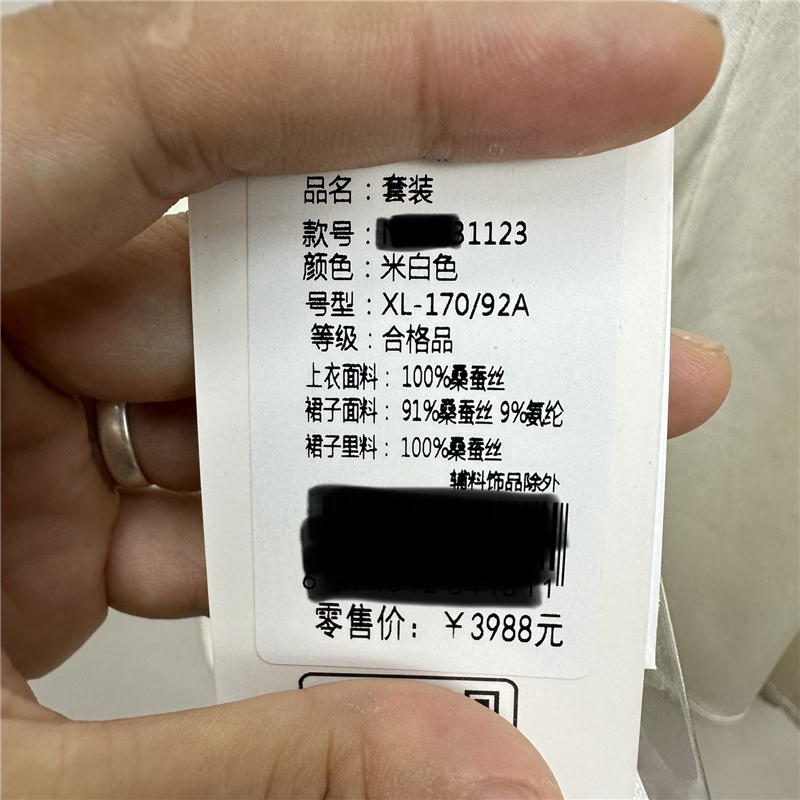 品名：套装
款号：31123
颜色：米白色
号型：XL-170/92A
等级：合格品
上衣面料：100%桑蚕丝
裙子面料：91%桑蚕丝 9%氨纶
裙子里料：100%桑蚕丝
辅料饰品除外
零售价：￥3988元